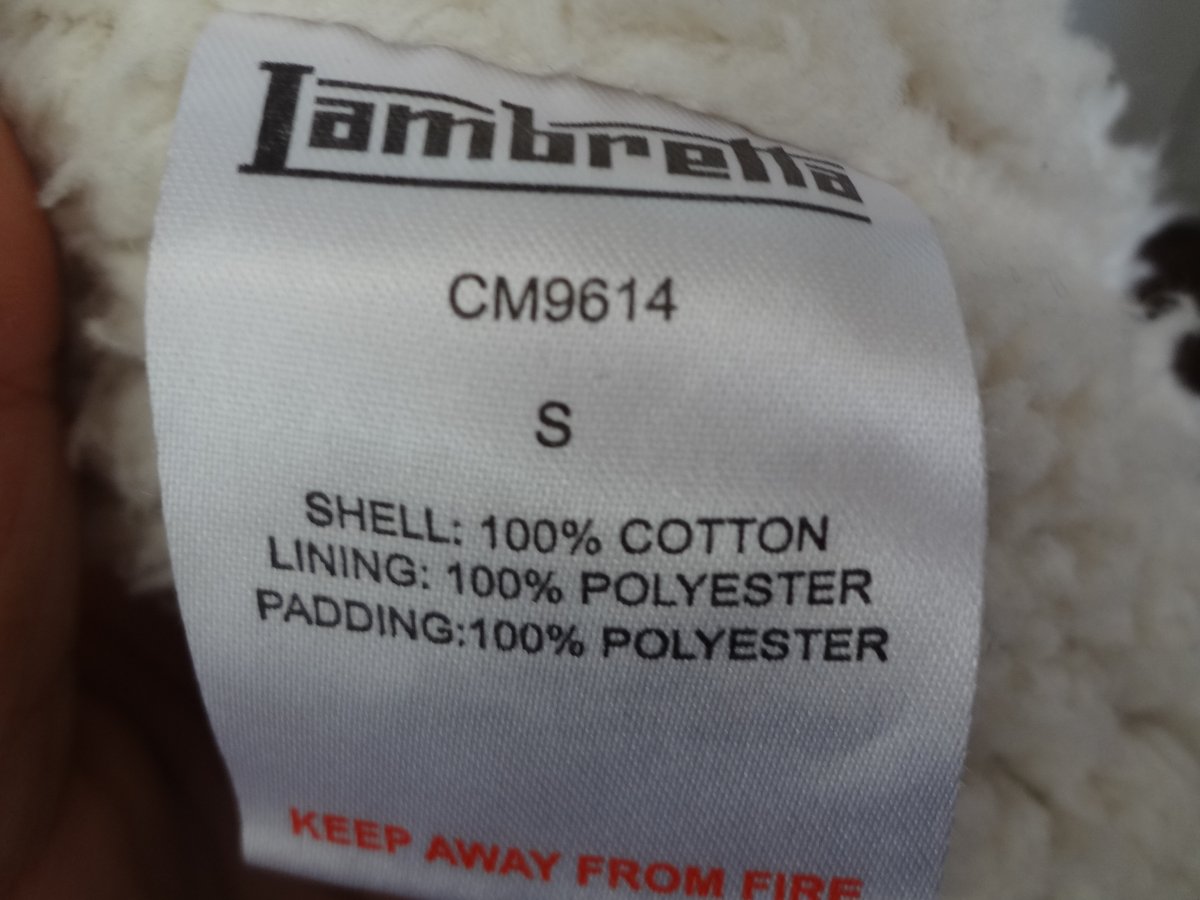 Lambretta
CM9614
S
SHELL: 100% COTTON
LINING: 100% POLYESTER
PADDING:100% POLYESTER
KEEP AWAY FROM FIRE